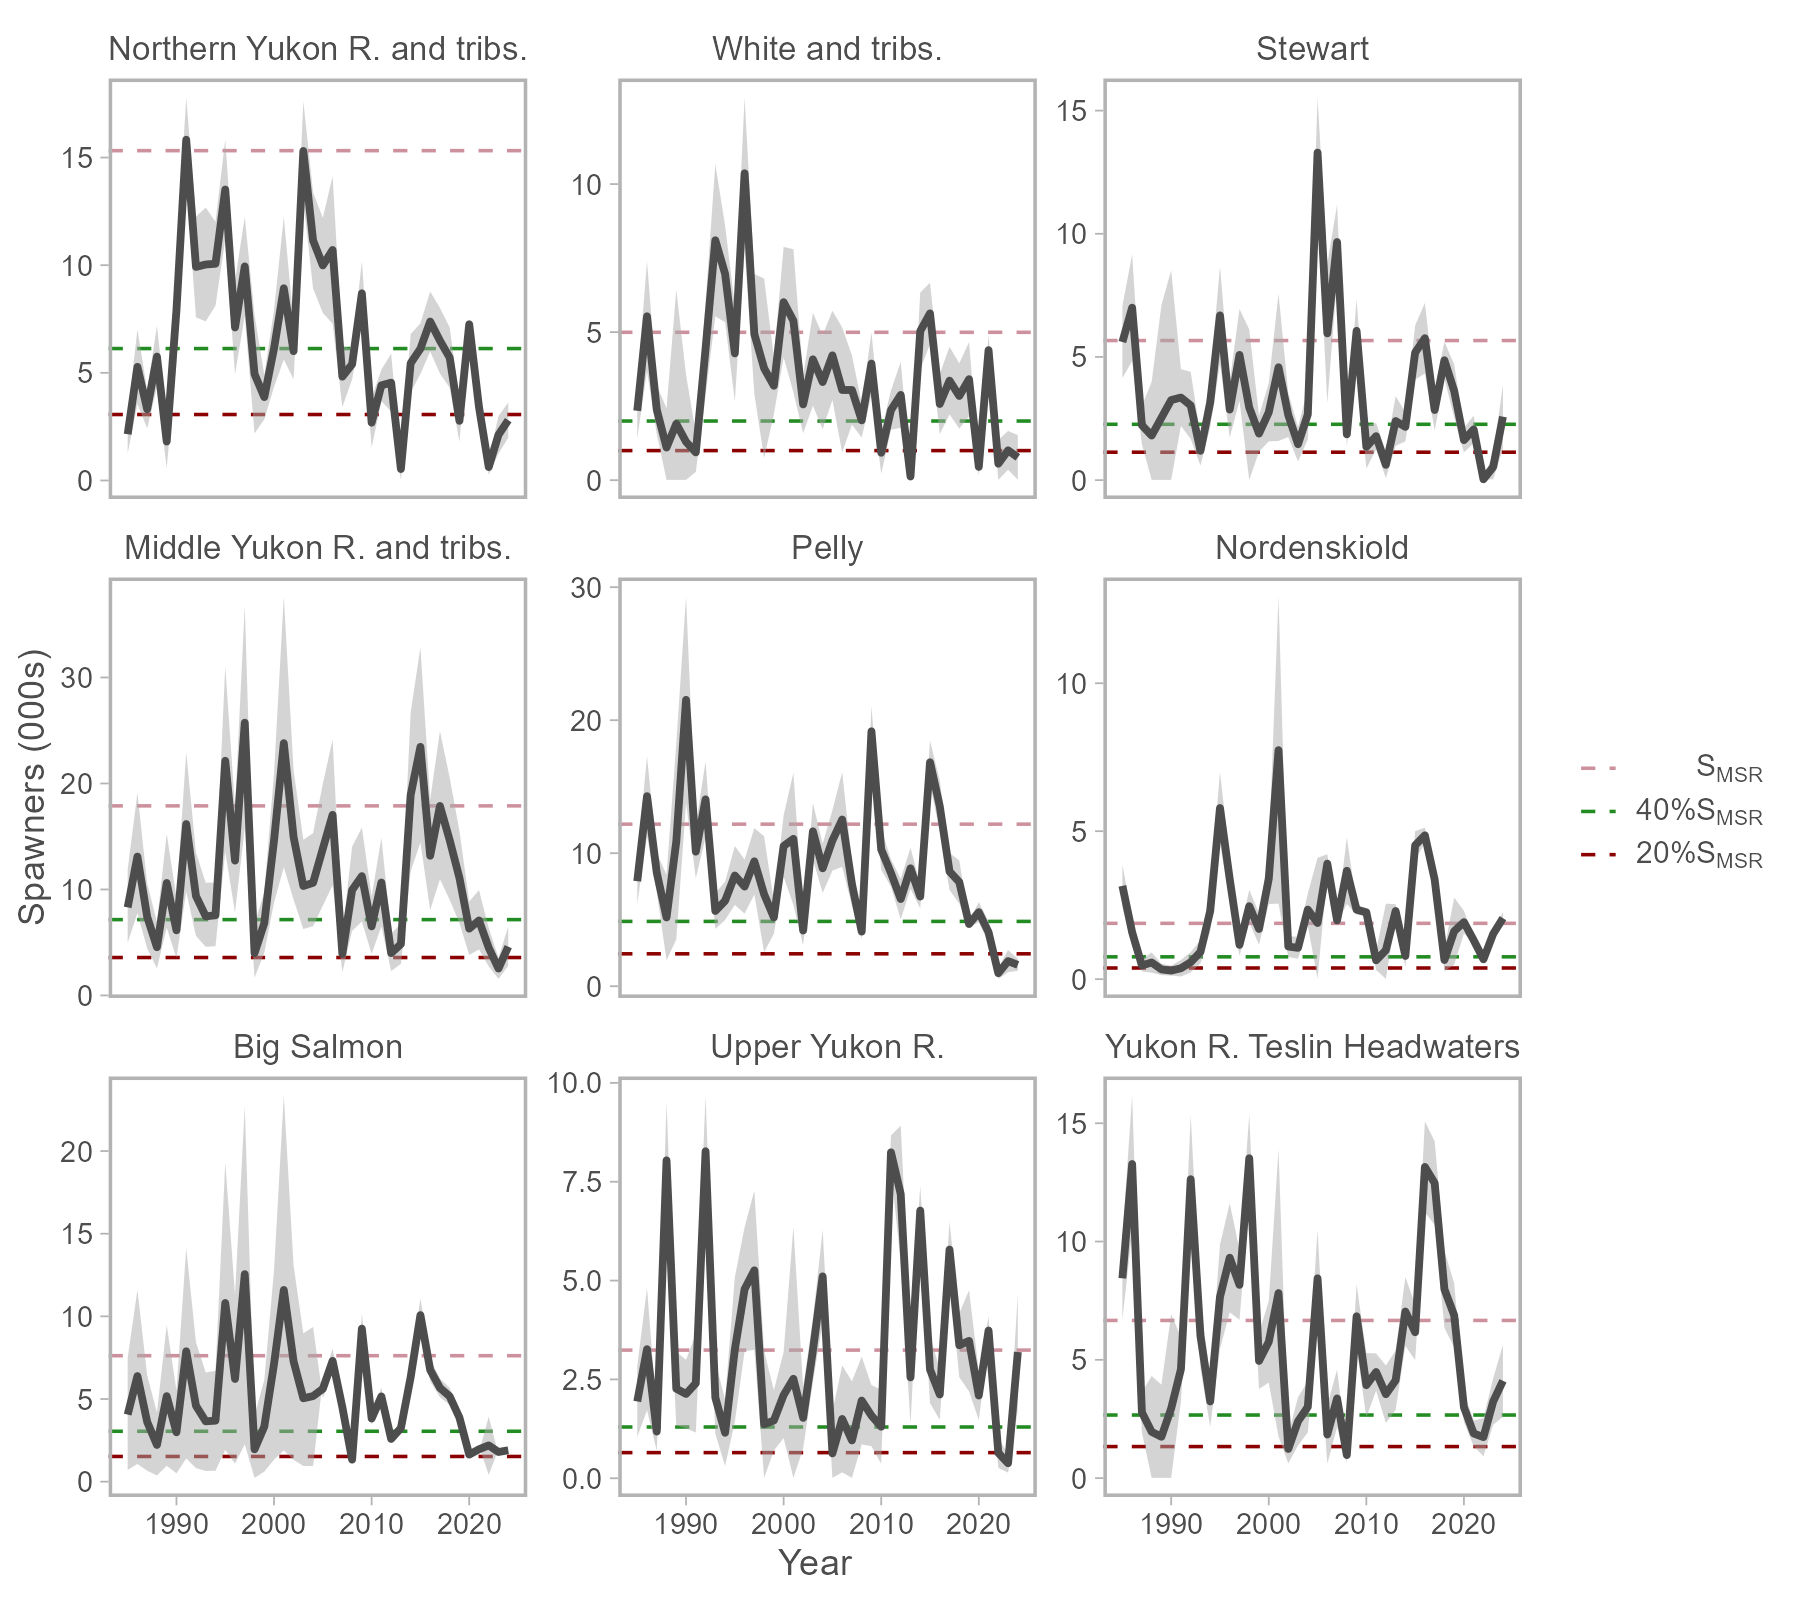 Northern Yukon R. and tribs.
White and tribs.
Stewart
15
10
5
0
10
5
0
15
10
5
0
Middle Yukon R. and tribs.
Pelly
Nordenskiold
Spawners (000s)
30
20
10
0
30
20
10
0
10
5
0
SMSR
40%SMSR
20%SMSR
Big Salmon
Upper Yukon R.
Yukon R. Teslin Headwaters
20
15
10
5
0
10.0
7.5
5.0
2.5
0.0
15
10
5
0
1990 2000 2010 2020
1990 2000 2010 2020
1990 2000 2010 2020
Year